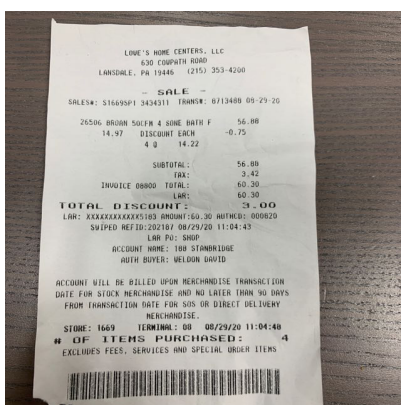 LOWE'S HOME CENTERS, LLC
630 COWPATH ROAD
LANSDALE, PA 19446 (215) 353-4200
- SALE -
SALES#: S1669SP1 3434311 TRANS#: 8713480 08-29-20
26506 BROAN 50CFM 4 SONE BATH F 56.88
14.97 DISCOUNT EACH -0.75
4 @ 14.22
SUBTOTAL: 56.88
TAX: 3.42
INVOICE 08800 TOTAL: 60.30
LAR: 60.30
TOTAL DISCOUNT: 3.00
LAR: XXXXXXXXXXXX5183 AMOUNT:60.30 AUTHCD: 000820
SWIPED REFID:202187 08/29/20 11:04:43
LAR PO: SHOP
ACCOUNT NAME: 188 STANBRIDGE
AUTH BUYER: WELDON DAVID
ACCOUNT WILL BE BILLED UPON MERCHANDISE TRANSACTION
DATE FOR STOCK MERCHANDISE AND NO LATER THAN 90 DAYS
FROM TRANSACTION DATE FOR SOS OR DIRECT DELIVERY
MERCHANDISE.
STORE: 1669 TERMINAL: 08 08/29/20 11:04:48
# OF ITEMS PURCHASED: 4
EXCLUDES FEES, SERVICES AND SPECIAL ORDER ITEMS